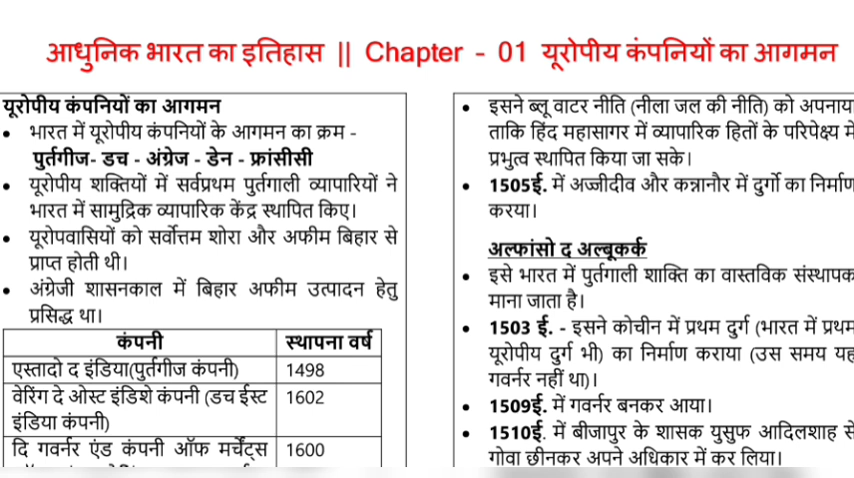 आधुनिक भारत का इतिहास || Chapter - 01 यूरोपीय कंपनियों का आगमन
यूरोपीय कंपनियों का आगमन
• भारत में यूरोपीय कंपनियों के आगमन का क्रम -
पुर्तगीज- डच - अंग्रेज - डेन - फ्रांसीसी
• यूरोपीय शक्तियों में सर्वप्रथम पुर्तगाली व्यापारियों ने
भारत में सामुद्रिक व्यापारिक केंद्र स्थापित किए।
• यूरोपवासियों को सर्वोत्तम शोरा और अफीम बिहार से
प्राप्त होती थी।
• अंग्रेजी शासनकाल में बिहार अफीम उत्पादन हेतु
प्रसिद्ध था।
कंपनी स्थापना वर्ष
एस्तादो द इंडिया(पुर्तगीज कंपनी) 1498
वेरिंग दे ओस्ट इंडिशे कंपनी (डच ईस्ट 1602
इंडिया कंपनी)
दि गवर्नर एंड कंपनी ऑफ मर्चेंट्स 1600
• इसने ब्लू वाटर नीति (नीला जल की नीति) को अपनाय
ताकि हिंद महासागर में व्यापारिक हितों के परिपेक्ष्य में
प्रभुत्व स्थापित किया जा सके।
• 1505ई. में अज्जीदीव और कन्नानौर में दुर्गो का निर्माण
करया।
अल्फांसो द अल्बूकर्क
• इसे भारत में पुर्तगाली शाक्ति का वास्तविक संस्थापक
माना जाता है।
• 1503 ई. - इसने कोचीन में प्रथम दुर्ग (भारत में प्रथम
यूरोपीय दुर्ग भी) का निर्माण कराया (उस समय यह
गवर्नर नहीं था)।
• 1509ई. में गवर्नर बनकर आया।
• 1510ई. में बीजापुर के शासक युसुफ आदिलशाह से
गोवा छीनकर अपने अधिकार में कर लिया।